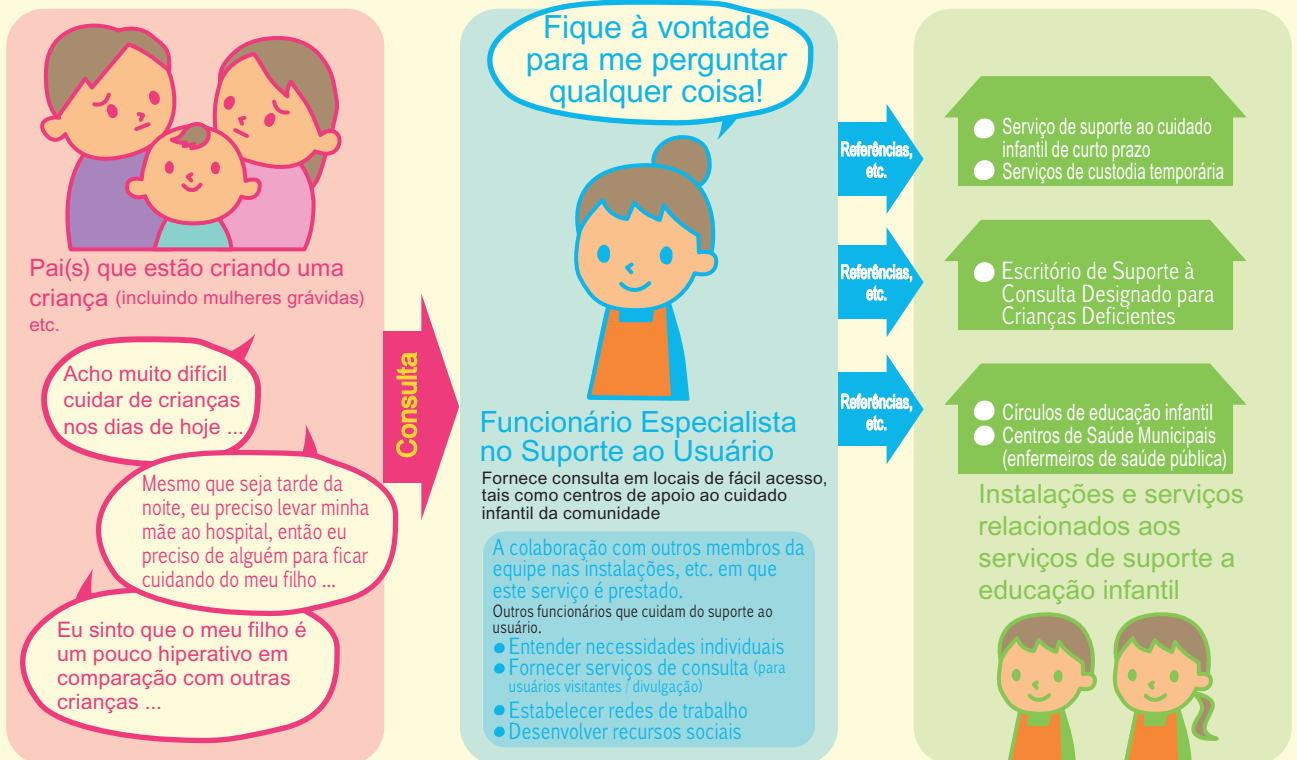 Pai(s) que estão criando uma
criança (incluindo mulheres grávidas)
etc.
Acho muito difícil
cuidar de crianças
nos dias de hoje ...
Mesmo que seja tarde da
noite, eu preciso levar minha
mãe ao hospital, então eu
preciso de alguém para ficar
cuidando do meu filho ...
Eu sinto que o meu filho é
um pouco hiperativo em
comparação com outras
crianças ...
Consulta
Fique à vontade
para me perguntar
qualquer coisa!
Funcionário Especialista
no Suporte ao Usuário
Fornece consulta em locais de fácil acesso,
tais como centros de apoio ao cuidado
infantil da comunidade
A colaboração com outros membros da
equipe nas instalações, etc. em que
este serviço é prestado.
Outros funcionários que cuidam do suporte ao
usuário.
● Entender necessidades individuais
● Fornecer serviços de consulta (para
usuários visitantes / divulgação)
● Estabelecer redes de trabalho
● Desenvolver recursos sociais
Referências,
etc.
Referências,
etc.
Referências,
etc.
● Serviço de suporte ao cuidado
infantil de curto prazo
● Serviços de custodia temporária
● Escritório de Suporte à
Consulta Designado para
Crianças Deficientes
● Círculos de educação infantil
● Centros de Saúde Municipais
(enfermeiros de saúde pública)
Instalações e serviços
relacionados aos
serviços de suporte a
educação infantil